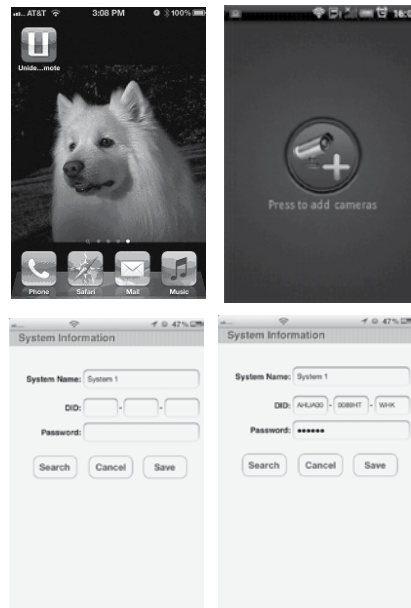 AT&T 3:08 PM 100%
U
Unide...mote
Phone Safari Mail Music
16:0
Press to add cameras
47%
System Information
System Name: System 1
DID: - -
Password:
Search Cancel Save
47%
System Information
System Name: System 1
DID: AHUA00 - 0089HT - WHK
Password: ••••••
Search Cancel Save